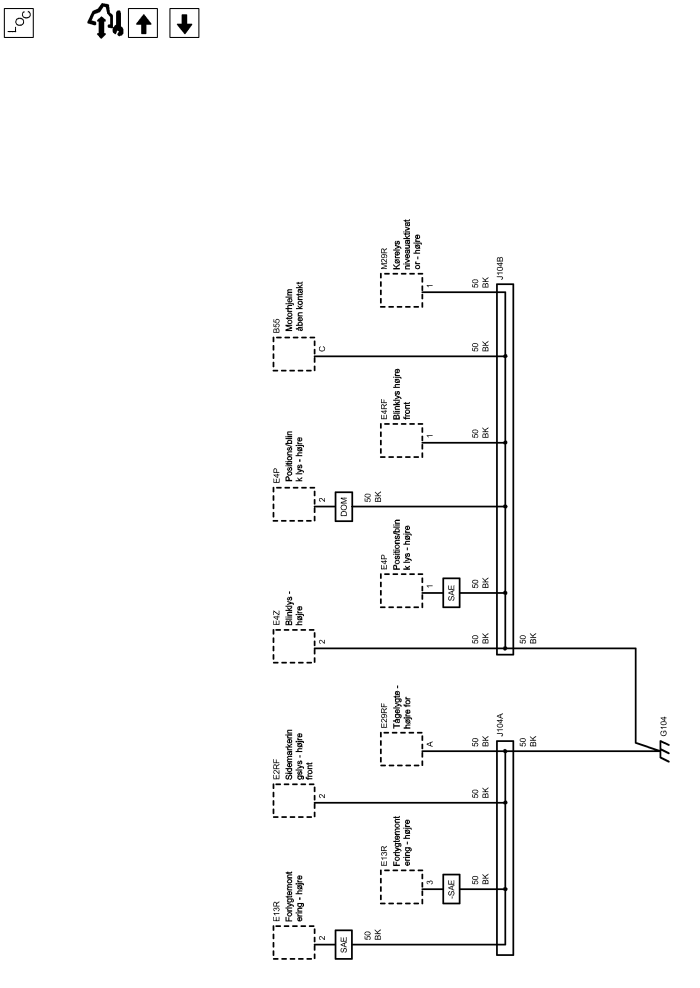 LOC
M29R
Kørelys
niveauaktivat
or - højre
1
50
BK
J104B
B55
Motorhjelm
åben kontakt
C
50
BK
E4RF
Blinklys højre
front
1
50
BK
E4P
Positions/blin
k lys - højre
2
DOM
50
BK
E4P
Positions/blin
k lys - højre
1
SAE
50
BK
E4Z
Blinklys -
højre
2
50
BK
50
BK
E29RF
Tågelygte -
højre for
A
50
BK
J104A
50
BK
G104
E2RF
Sidemarkerin
gslys - højre
front
2
50
BK
E13R
Forlygtemont
ering - højre
3
-SAE
50
BK
E13R
Forlygtemont
ering - højre
2
SAE
50
BK